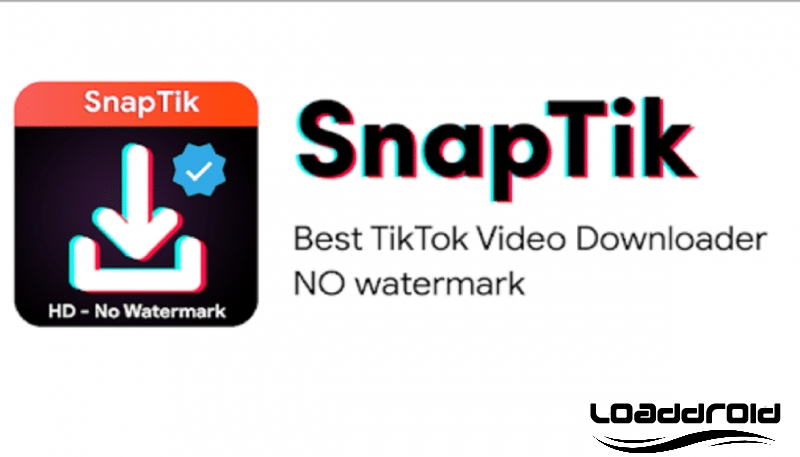 SnapTik
HD - No Watermark
SnapTik
Best TikTok Video Downloader
NO watermark
LOADDROID